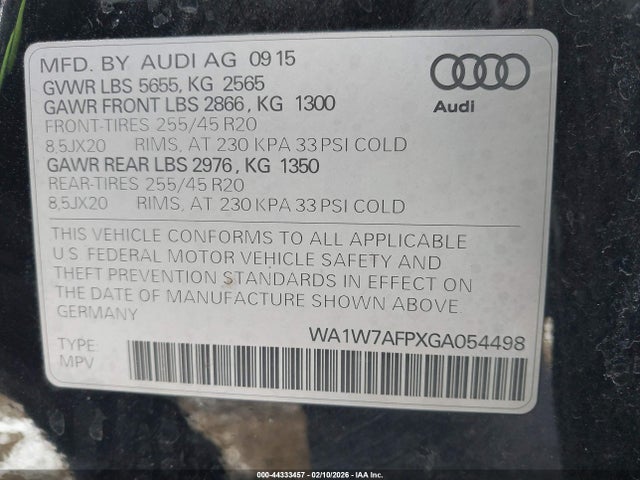 MFD. BY AUDI AG 09 15
GVWR LBS 5655, KG 2565
GAWR FRONT LBS 2866, KG 1300
FRONT-TIRES 255/45 R20
8,5JX20 RIMS, AT 230 KPA 33 PSI COLD
GAWR REAR LBS 2976, KG 1350
REAR-TIRES 255/45 R20
8,5JX20 RIMS, AT 230 KPA 33 PSI COLD
Audi
THIS VEHICLE CONFORMS TO ALL APPLICABLE
U.S. FEDERAL MOTOR VEHICLE SAFETY AND
THEFT PREVENTION STANDARDS IN EFFECT ON
THE DATE OF MANUFACTURE SHOWN ABOVE
GERMANY
WA1W7AFPXGA054498
TYPE:
MPV
000-44333457 - 02/10/2026 - IAA Inc.